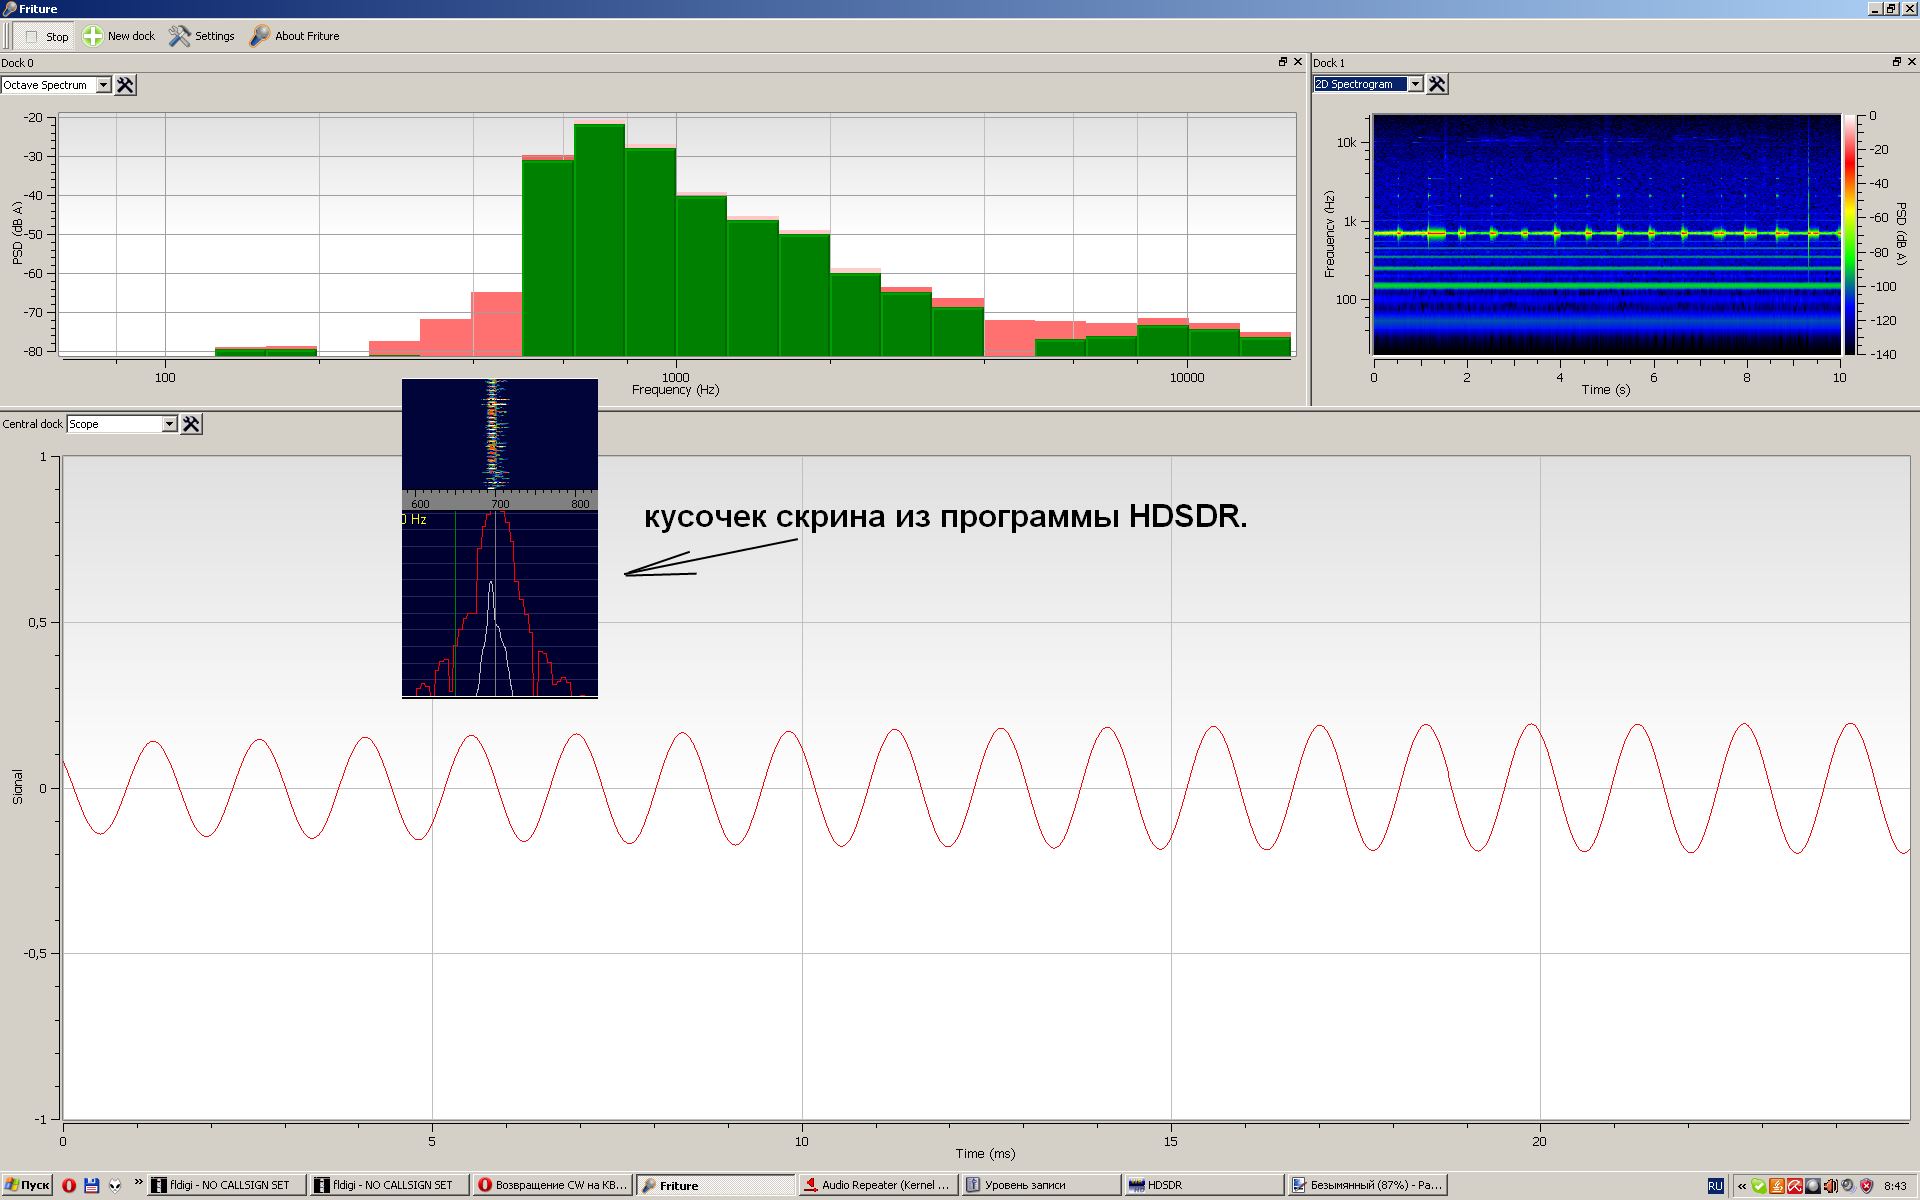 Friture
Stop New dock Settings About Friture
Dock 0
Octave Spectrum
PSD (dB A)
-20
-30
-40
-50
-60
-70
-80
100 1000 10000
Frequency (Hz)
Dock 1
2D Spectrogram
Frequency (Hz)
10k
1k
100
0 2 4 6 8 10
Time (s)
0
-20
-40
-60
-80
-100
-120
-140
PSD (dB A)
Central dock Scope
600 700 800
0 Hz
кусочек скрина из программы HDSDR.
Signal
1
0,5
0
-0,5
-1
0 5 10 15 20
Time (ms)
Пуск » fldigi - NO CALLSIGN SET fldigi - NO CALLSIGN SET Возвращение CW на КВ... Friture Audio Repeater (Kernel ... Уровень записи HDSDR Безымянный (87%) - Pa... RU « 8:43